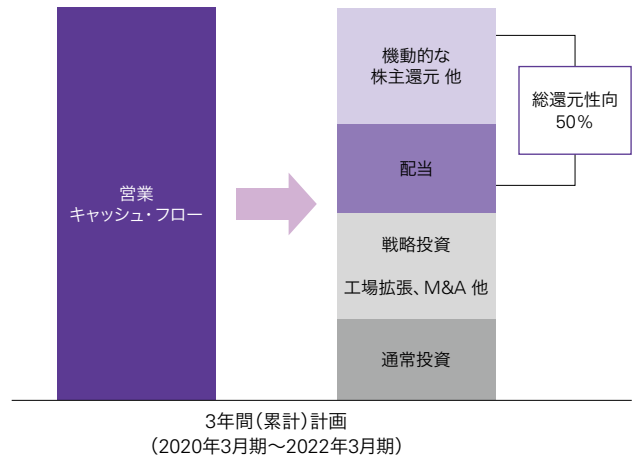 営業
キャッシュ・フロー
機動的な
株主還元 他
配当
戦略投資
工場拡張、M&A 他
通常投資
総還元性向
50％
3年間（累計）計画
（2020年3月期～2022年3月期）